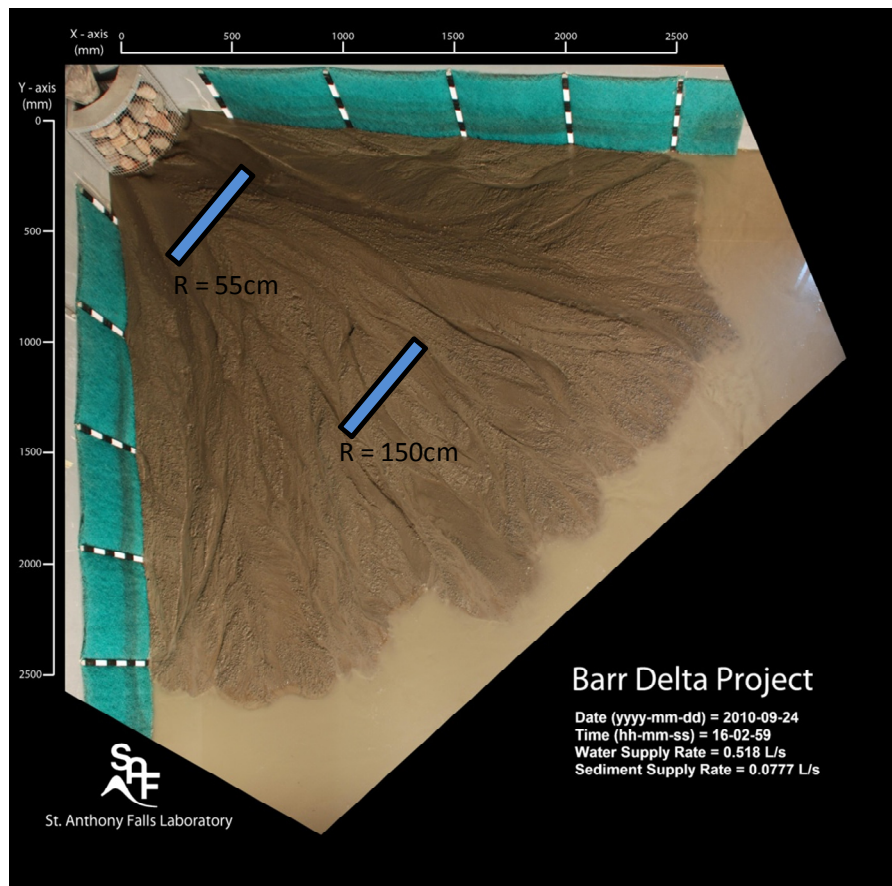 X - axis
(mm)
0
500
1000
1500
2000
2500
Y - axis
(mm)
0
500
1000
1500
2000
2500
R = 55cm
R = 150cm
Barr Delta Project
Date (yyyy-mm-dd) = 2010-09-24
Time (hh-mm-ss) = 16-02-59
Water Supply Rate = 0.518 L/s
Sediment Supply Rate = 0.0777 L/s
SAF
St. Anthony Falls Laboratory